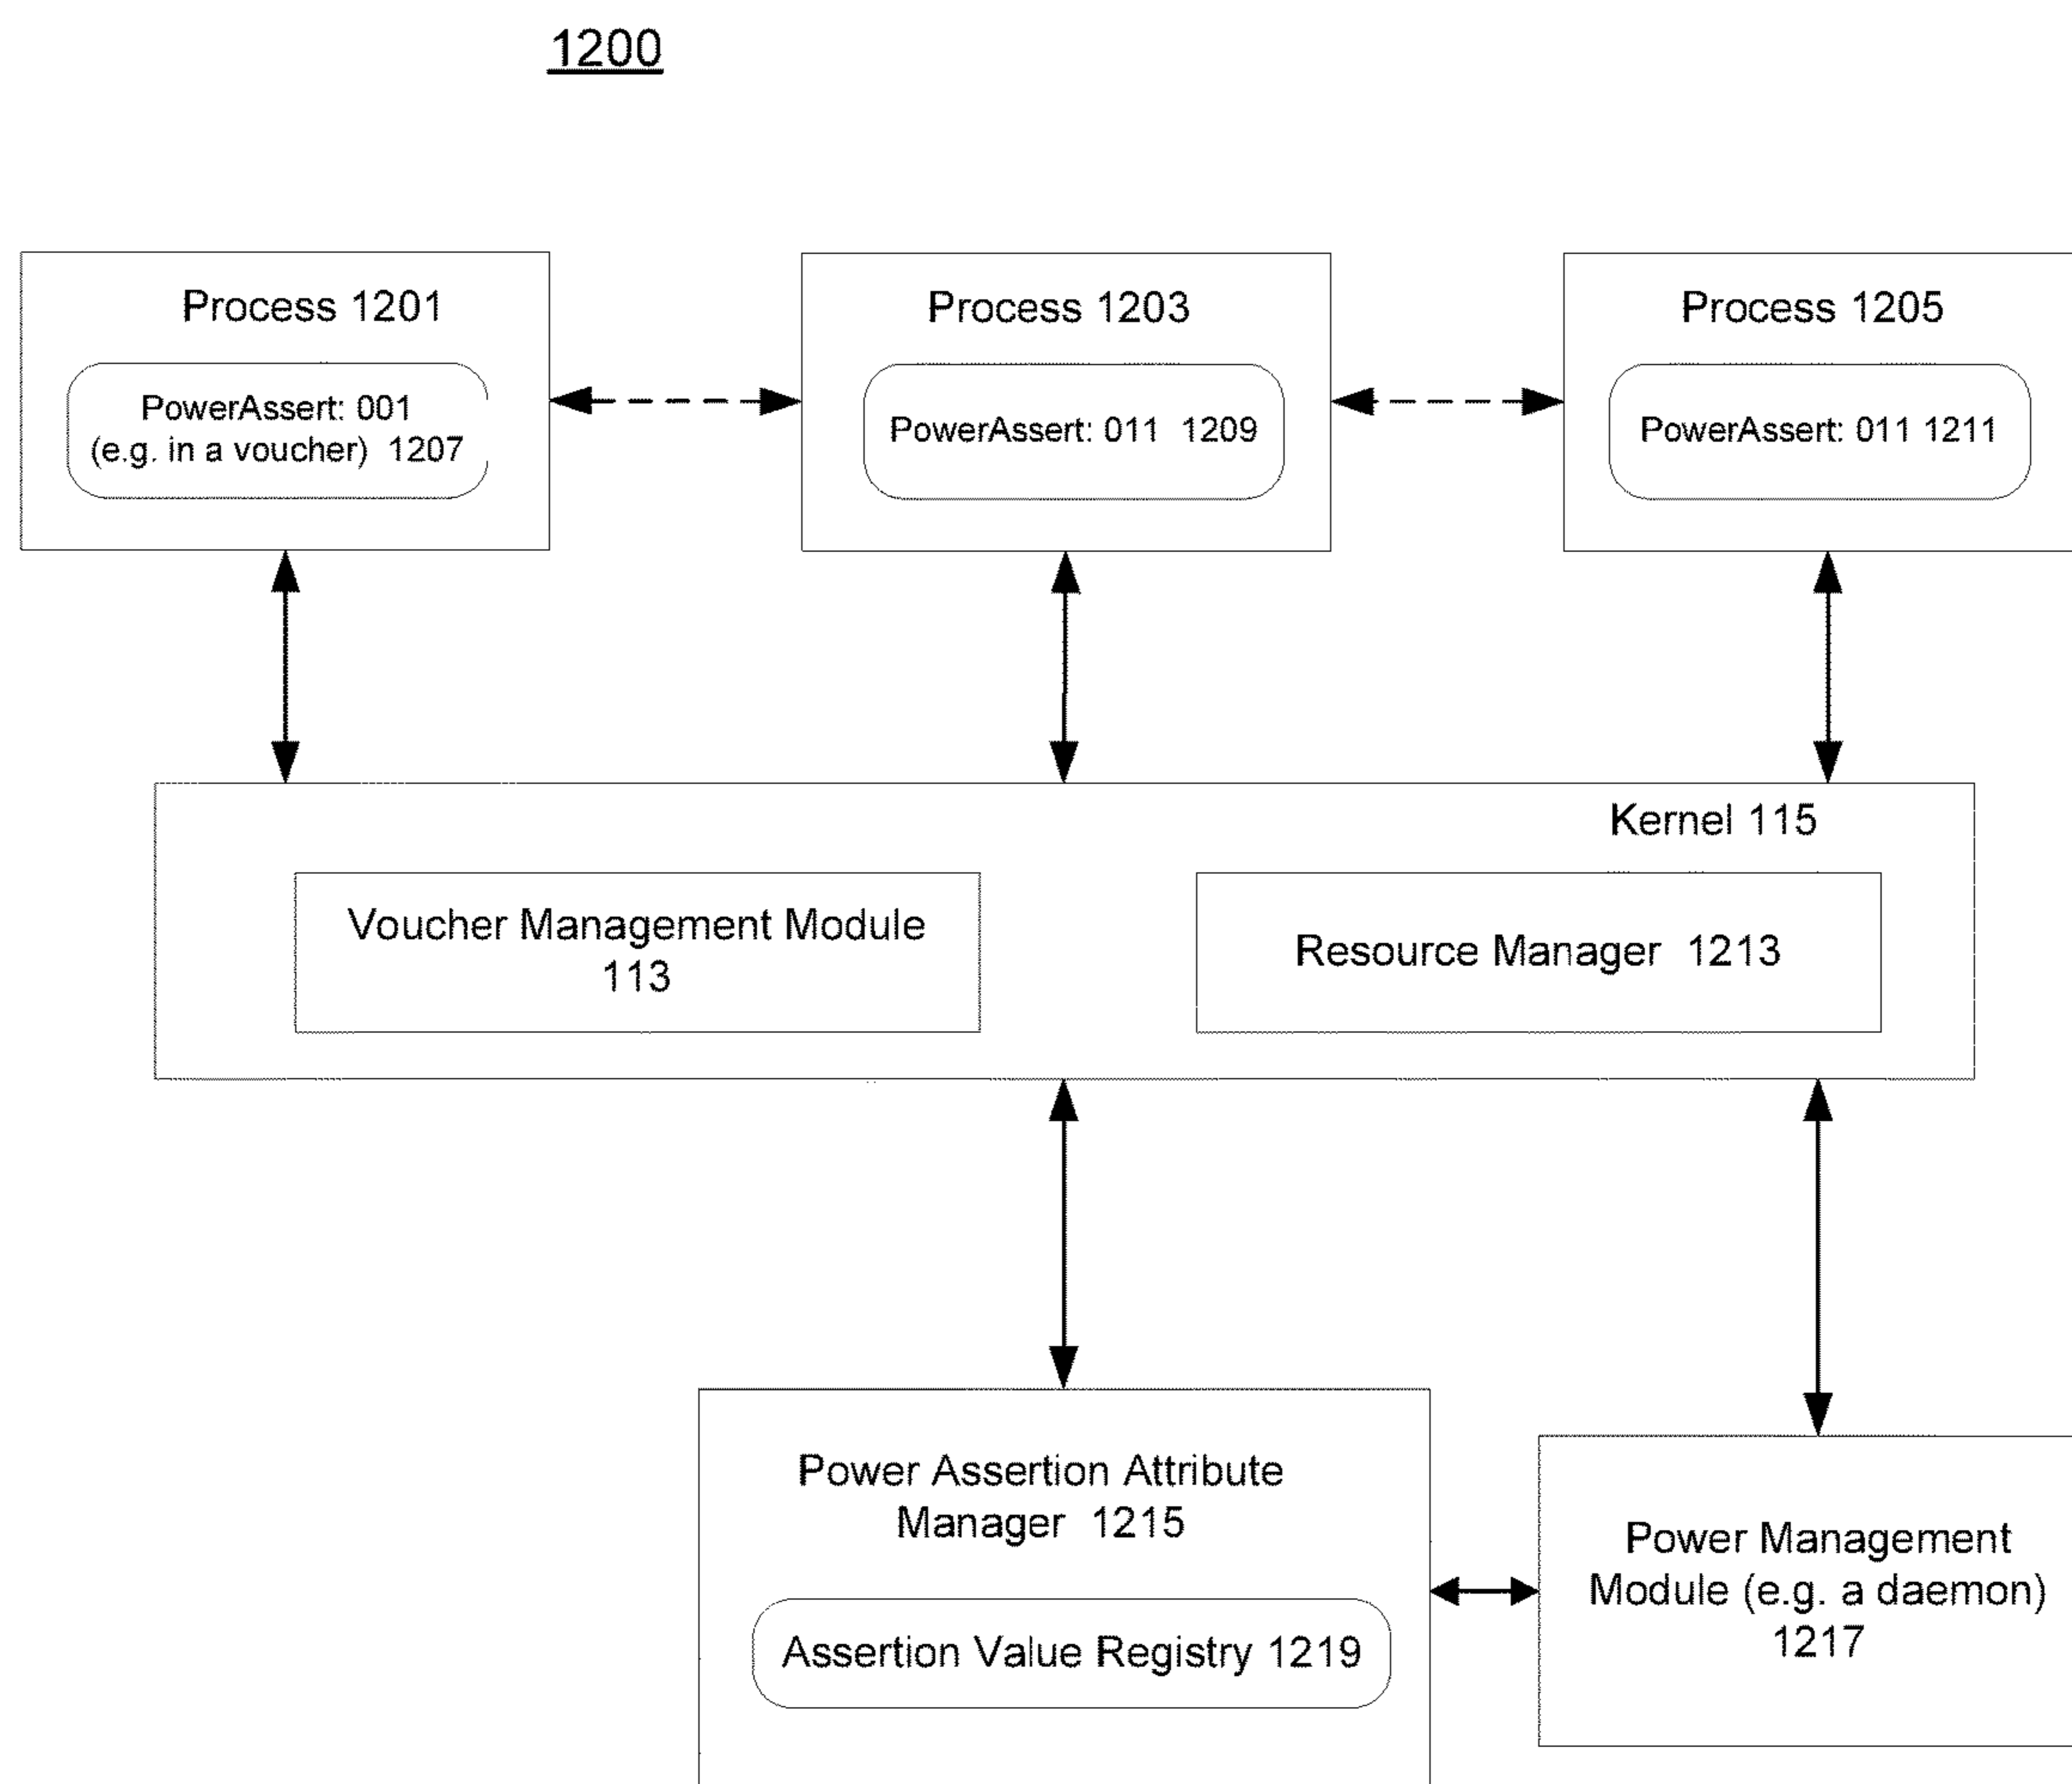 1200
Process 1201
PowerAssert: 001
(e.g. in a voucher) 1207
Process 1203
PowerAssert: 011 1209
Process 1205
PowerAssert: 011 1211
Kernel 115
Voucher Management Module
113
Resource Manager 1213
Power Assertion Attribute
Manager 1215
Assertion Value Registry 1219
Power Management
Module (e.g. a daemon)
1217